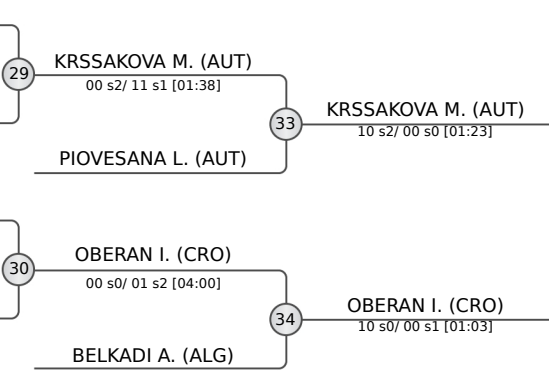 29
KRSSAKOVA M. (AUT)
00 s2/ 11 s1 [01:38]
33
KRSSAKOVA M. (AUT)
10 s2/ 00 s0 [01:23]
PIOVESANA L. (AUT)
30
OBERAN I. (CRO)
00 s0/ 01 s2 [04:00]
34
OBERAN I. (CRO)
10 s0/ 00 s1 [01:03]
BELKADI A. (ALG)